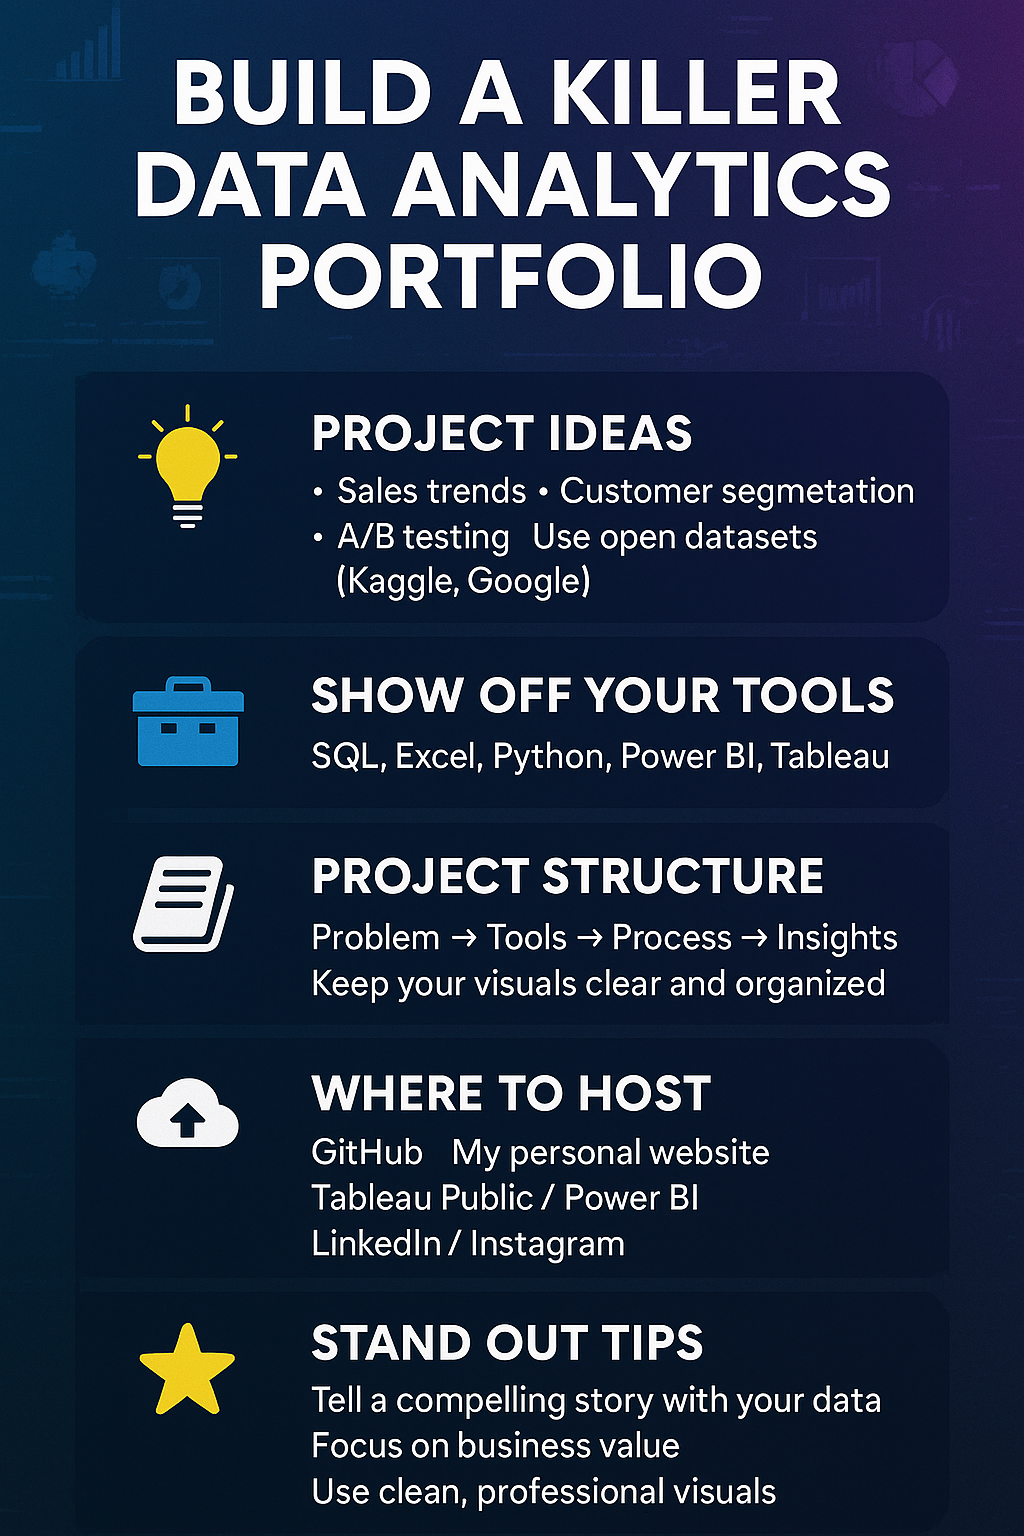 BUILD A KILLER
DATA ANALYTICS
PORTFOLIO
PROJECT IDEAS
• Sales trends • Customer segmetation
• A/B testing Use open datasets
(Kaggle, Google)
SHOW OFF YOUR TOOLS
SQL, Excel, Python, Power BI, Tableau
PROJECT STRUCTURE
Problem → Tools → Process → Insights
Keep your visuals clear and organized
WHERE TO HOST
GitHub My personal website
Tableau Public / Power BI
LinkedIn / Instagram
STAND OUT TIPS
Tell a compelling story with your data
Focus on business value
Use clean, professional visuals